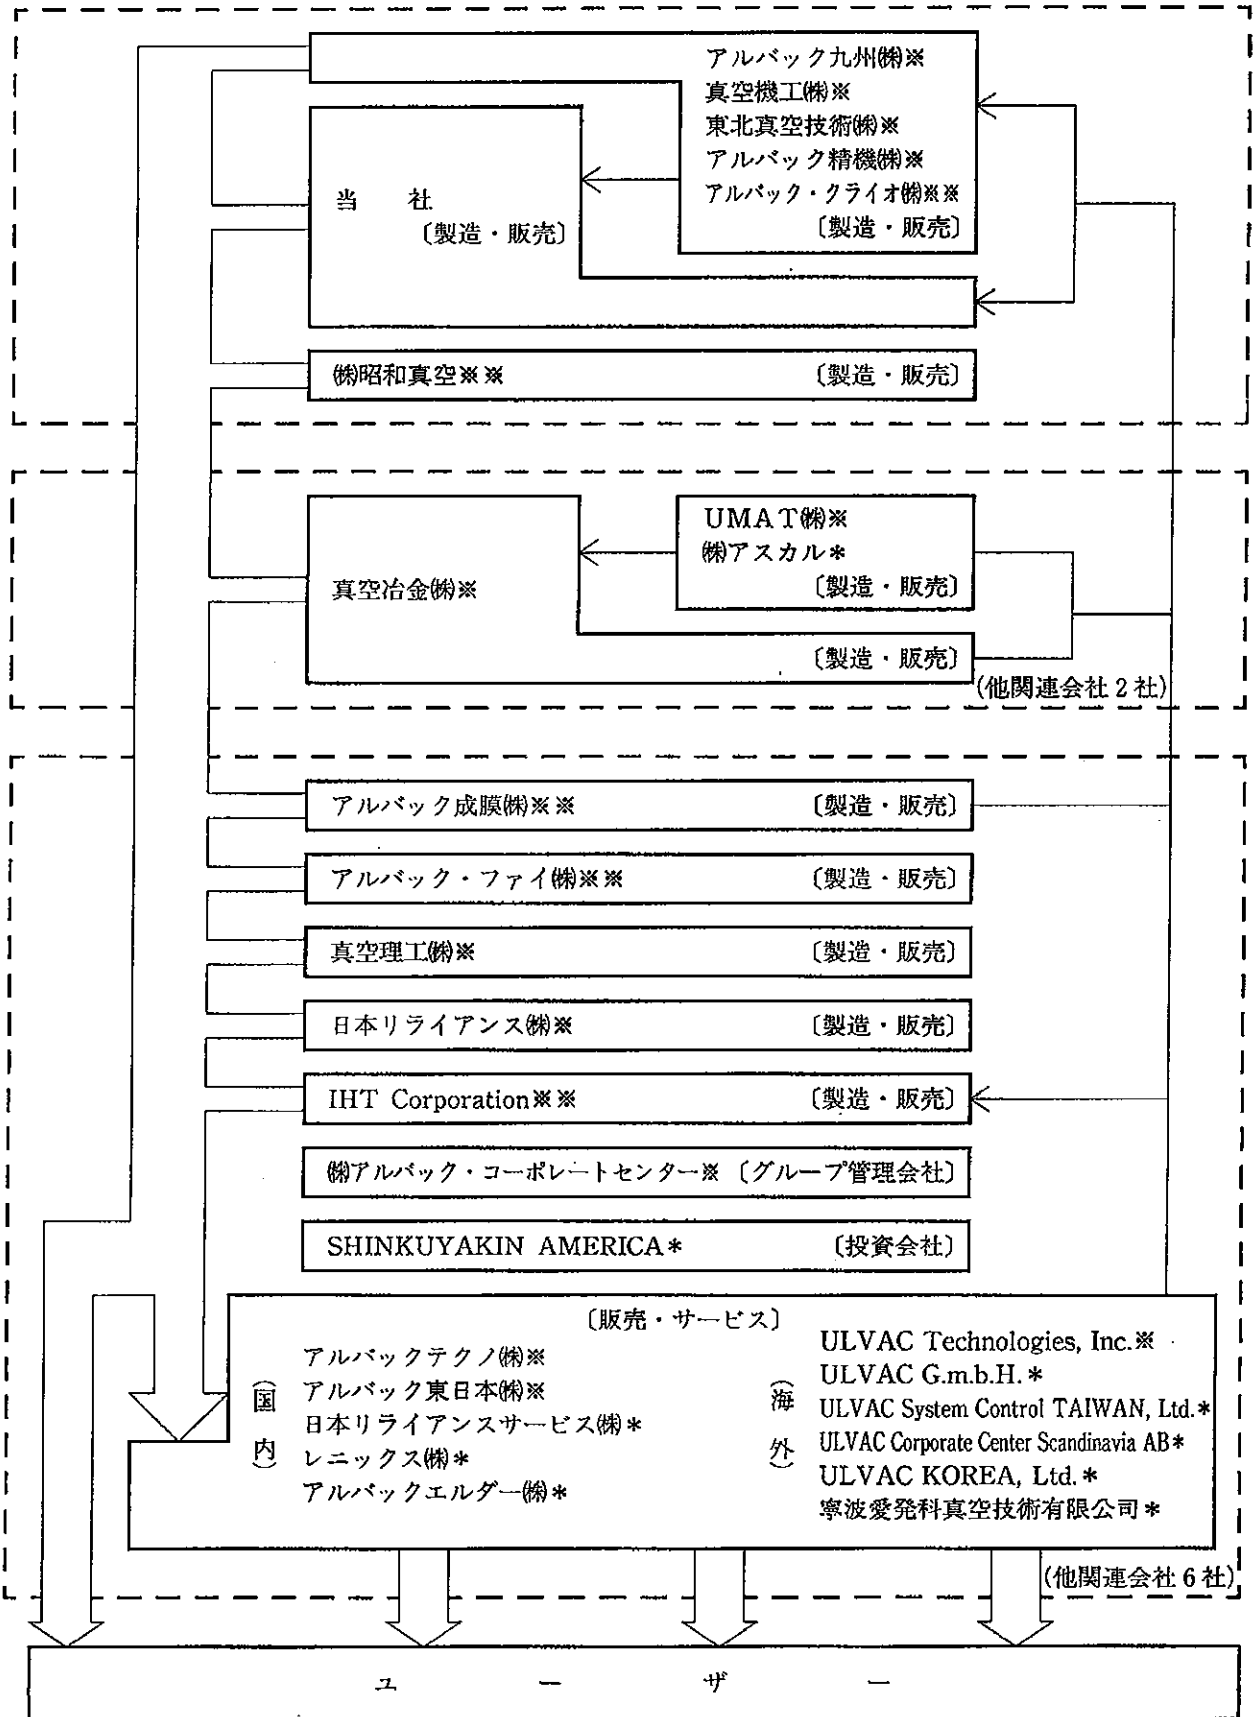 アルバック九州㈱※
真空機工㈱※
東北真空技術㈱※
アルバック精機㈱※
アルバック・クライオ㈱※※
〔製造・販売〕
当　社
〔製造・販売〕
㈱昭和真空※※　〔製造・販売〕
UMAT㈱※
㈱アスカル*
〔製造・販売〕
真空冶金㈱※
〔製造・販売〕
(他関連会社2社)
アルバック成膜㈱※※　〔製造・販売〕
アルバック・ファイ㈱※※　〔製造・販売〕
真空理工㈱※　〔製造・販売〕
日本リライアンス㈱※　〔製造・販売〕
IHT Corporation※※　〔製造・販売〕
㈱アルバック・コーポレートセンター※　〔グループ管理会社〕
SHINKUYAKIN AMERICA*　〔投資会社〕
〔販売・サービス〕
(国内)
アルバックテクノ㈱※
アルバック東日本㈱※
日本リライアンスサービス㈱*
レニックス㈱*
アルバックエルダー㈱*
(海外)
ULVAC Technologies, Inc.※
ULVAC G.m.b.H.*
ULVAC System Control TAIWAN, Ltd.*
ULVAC Corporate Center Scandinavia AB*
ULVAC KOREA, Ltd.*
寧波愛発科真空技術有限公司*
(他関連会社6社)
ユーザー